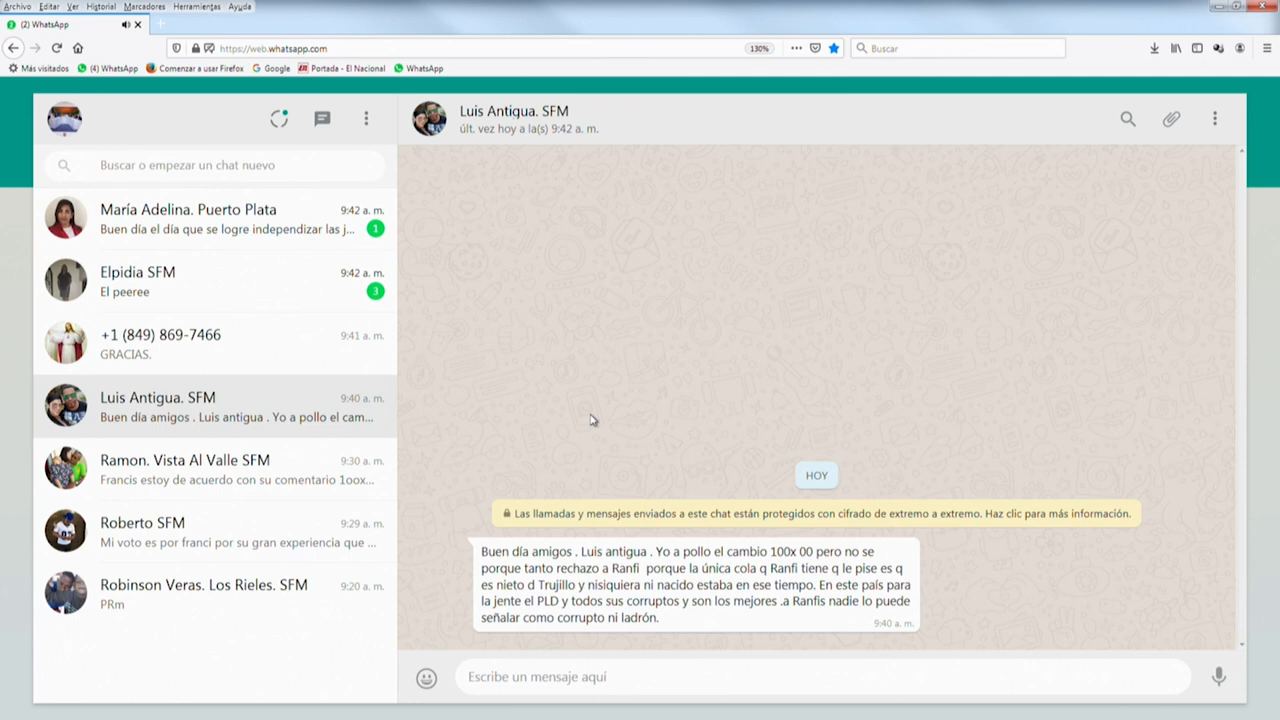 Archivo Editar Ver Historial Marcadores Herramientas Ayuda
(2) WhatsApp
https://web.whatsapp.com
130%
Buscar
Más visitados (4) WhatsApp Comenzar a usar Firefox Google Portada - El Nacional WhatsApp
Buscar o empezar un chat nuevo
María Adelina. Puerto Plata 9:42 a. m.
Buen día el día que se logre independizar las j... 1
Elpidia SFM 9:42 a. m.
El peeree 3
+1 (849) 869-7466 9:41 a. m.
GRACIAS.
Luis Antigua. SFM 9:40 a. m.
Buen día amigos . Luis antigua . Yo a pollo el cam...
Ramon. Vista Al Valle SFM 9:30 a. m.
Francis estoy de acuerdo con su comentario 1oox...
Roberto SFM 9:29 a. m.
Mi voto es por franci por su gran experiencia que ...
Robinson Veras. Los Rieles. SFM 9:20 a. m.
PRm
Luis Antigua. SFM
últ. vez hoy a la(s) 9:42 a. m.
HOY
Las llamadas y mensajes enviados a este chat están protegidos con cifrado de extremo a extremo. Haz clic para más información.
Buen día amigos . Luis antigua . Yo a pollo el cambio 100x 00 pero no se
porque tanto rechazo a Ranfi porque la única cola q Ranfi tiene q le pise es q
es nieto d Trujillo y nisiquiera ni nacido estaba en ese tiempo. En este país para
la jente el PLD y todos sus corruptos y son los mejores .a Ranfis nadie lo puede
señalar como corrupto ni ladrón.
9:40 a. m.
Escribe un mensaje aquí